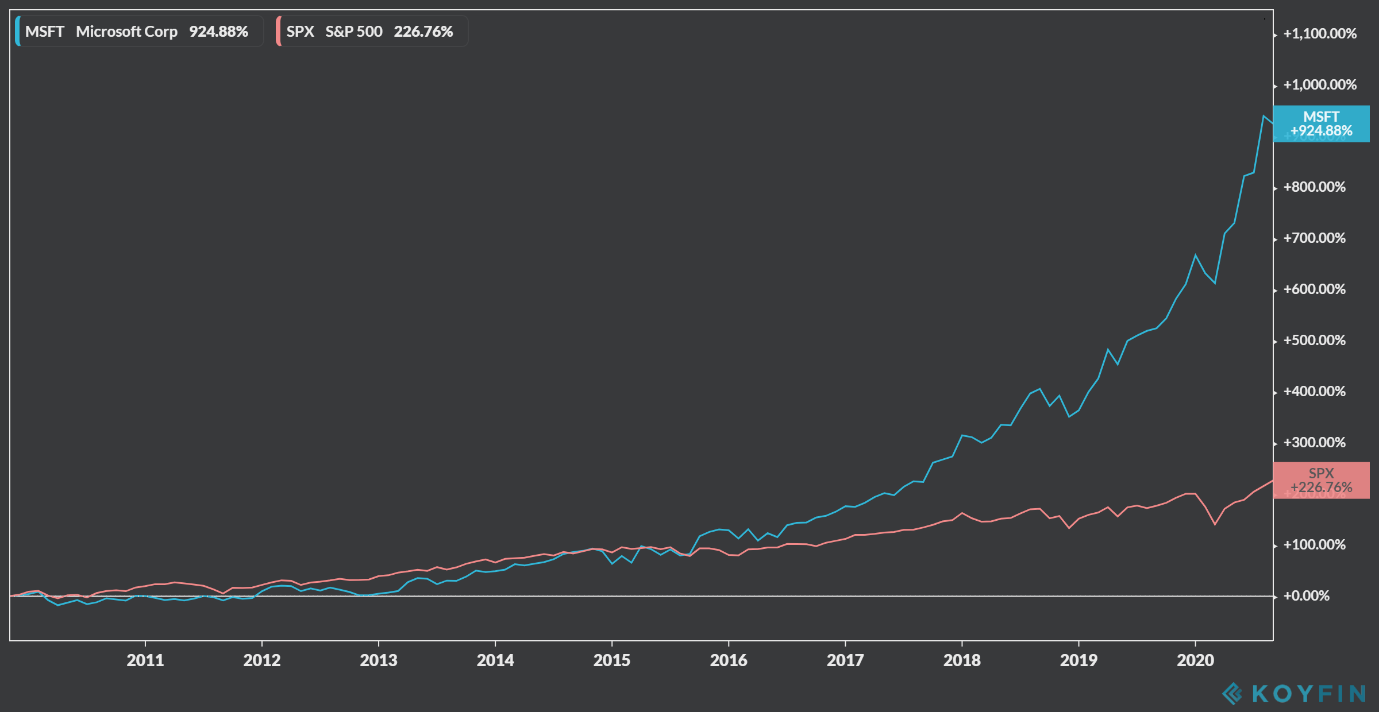 MSFT Microsoft Corp 924.88% SPX S&P 500 226.76%
+1,100.00%
+1,000.00%
MSFT
+924.88%
+800.00%
+700.00%
+600.00%
+500.00%
+400.00%
+300.00%
SPX
+226.76%
+100.00%
+0.00%
2011 2012 2013 2014 2015 2016 2017 2018 2019 2020
KOYFIN